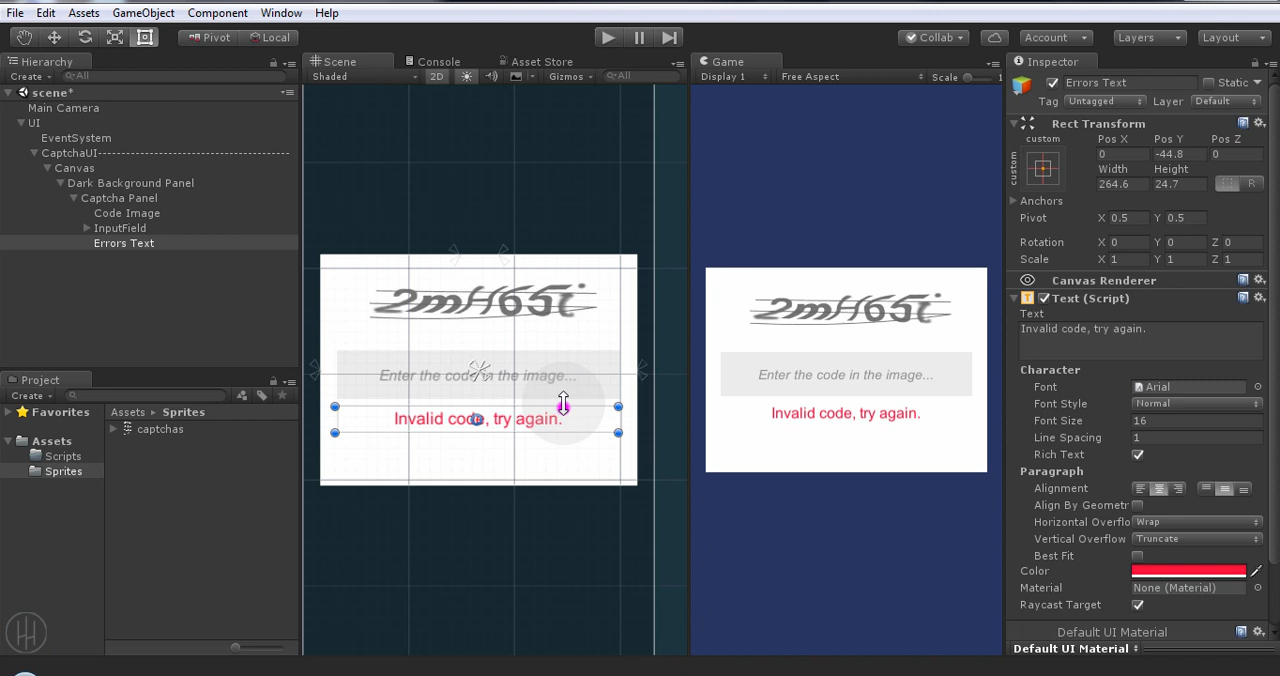 File Edit Assets GameObject Component Window Help
Pivot Local Collab Account Layers Layout
Hierarchy
Create All
scene*
Main Camera
UI
EventSystem
CaptchaUI----------------------------------------
Canvas
Dark Background Panel
Captcha Panel
Code Image
InputField
Errors Text
Project
Create
Favorites
Assets
Scripts
Sprites
Assets Sprites
captchas
Scene Console Asset Store
Shaded 2D Gizmos All
2mH65i
Enter the code in the image...
Invalid code, try again.
Game
Display 1 Free Aspect Scale 1
2mH65i
Enter the code in the image...
Invalid code, try again.
Inspector
Errors Text Static
Tag Untagged Layer Default
Rect Transform
custom Pos X Pos Y Pos Z
custom 0 -44.8 0
Width Height
264.6 24.7 R
Anchors
Pivot X 0.5 Y 0.5
Rotation X 0 Y 0 Z 0
Scale X 1 Y 1 Z 1
Canvas Renderer
Text (Script)
Text
Invalid code, try again.
Character
Font Arial
Font Style Normal
Font Size 16
Line Spacing 1
Rich Text
Paragraph
Alignment
Align By Geometr
Horizontal Overflo Wrap
Vertical Overflow Truncate
Best Fit
Color
Material None (Material)
Raycast Target
Default UI Material
Default UI Material